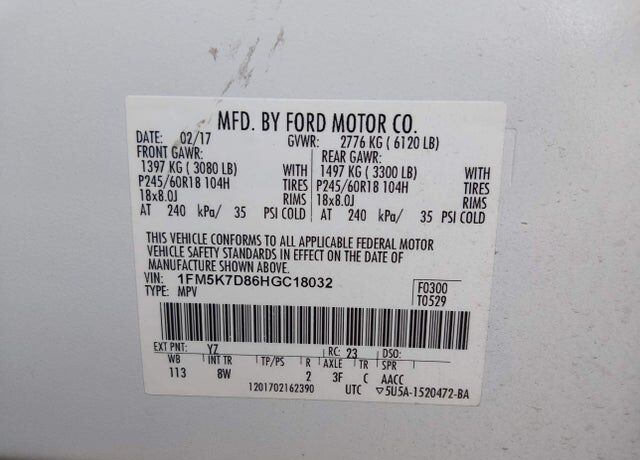 MFD. BY FORD MOTOR CO.
DATE: 02/17 GVWR: 2776 KG ( 6120 LB)
FRONT GAWR: REAR GAWR:
1397 KG ( 3080 LB) WITH 1497 KG ( 3300 LB) WITH
P245/60R18 104H TIRES P245/60R18 104H TIRES
18x8.0J RIMS 18x8.0J RIMS
AT 240 kPa/ 35 PSI COLD AT 240 kPa/ 35 PSI COLD
THIS VEHICLE CONFORMS TO ALL APPLICABLE FEDERAL MOTOR
VEHICLE SAFETY STANDARDS IN EFFECT ON THE DATE OF
MANUFACTURE SHOWN ABOVE.
VIN: 1FM5K7D86HGC18032 F0300
TYPE: MPV T0529
EXT PNT: YZ RC: 23 DSO:
WB INT TR TP/PS R AXLE TR SPR
113 8W 2 3F C AACC
1201702162390 UTC ▽5U5A-1520472-BA